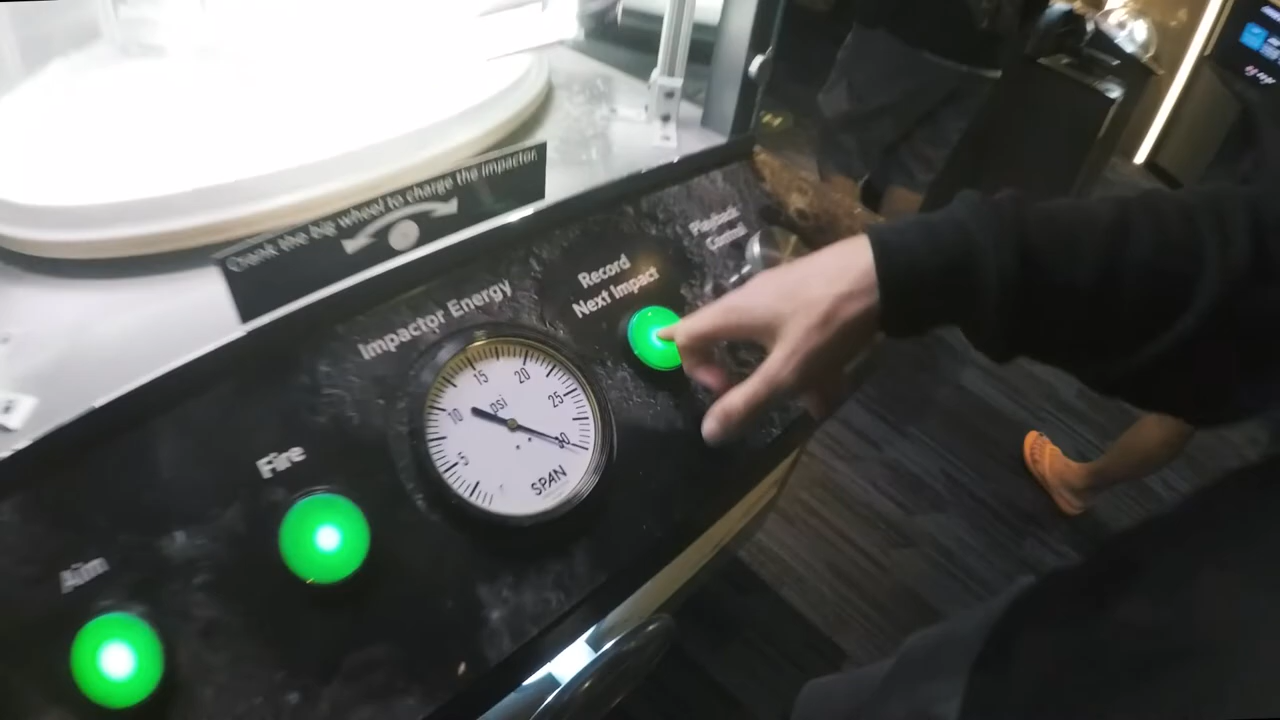 Crank the big wheel to charge the impactor.
Playback
Control
Record
Next Impact
Impactor Energy
15
20
psi
10
25
30
5
SPAN
Fire
Aim